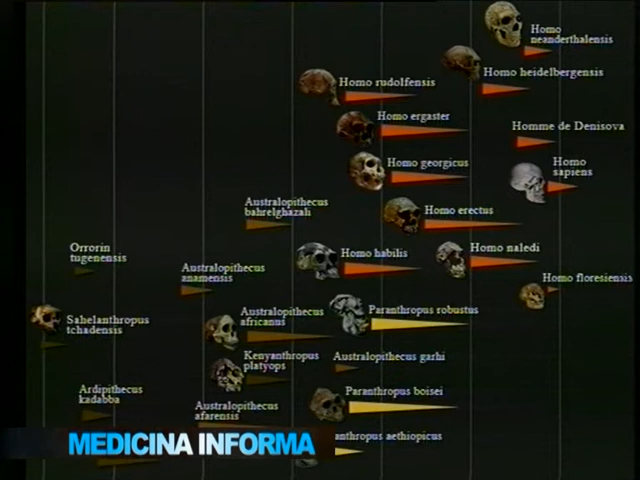 Homo
neanderthalensis
Homo heidelbergensis
Homo rudolfensis
Homo ergaster
Homme de Denisova
Homo georgicus
Homo
sapiens
Australopithecus
bahrelghazah
Homo erectus
Orrorin
tugenensis
Homo habilis
Homo naledi
Australopithecus
anamensis
Homo floresiensis
Sahelanthropus
tchadensis
Australopithecus
africanus
Paranthropus robustus
Kenyanthropus
platyops
Australopithecus garhi
Ardipithecus
kadabba
Paranthropus boisei
Australopithecus
afarensis
anthropus aethiopicus
MEDICINA INFORMA